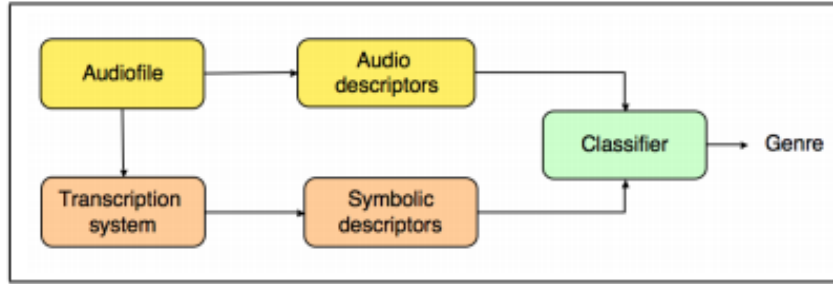 Audiofile
Audio
descriptors
Classifier
Genre
Transcription
system
Symbolic
descriptors